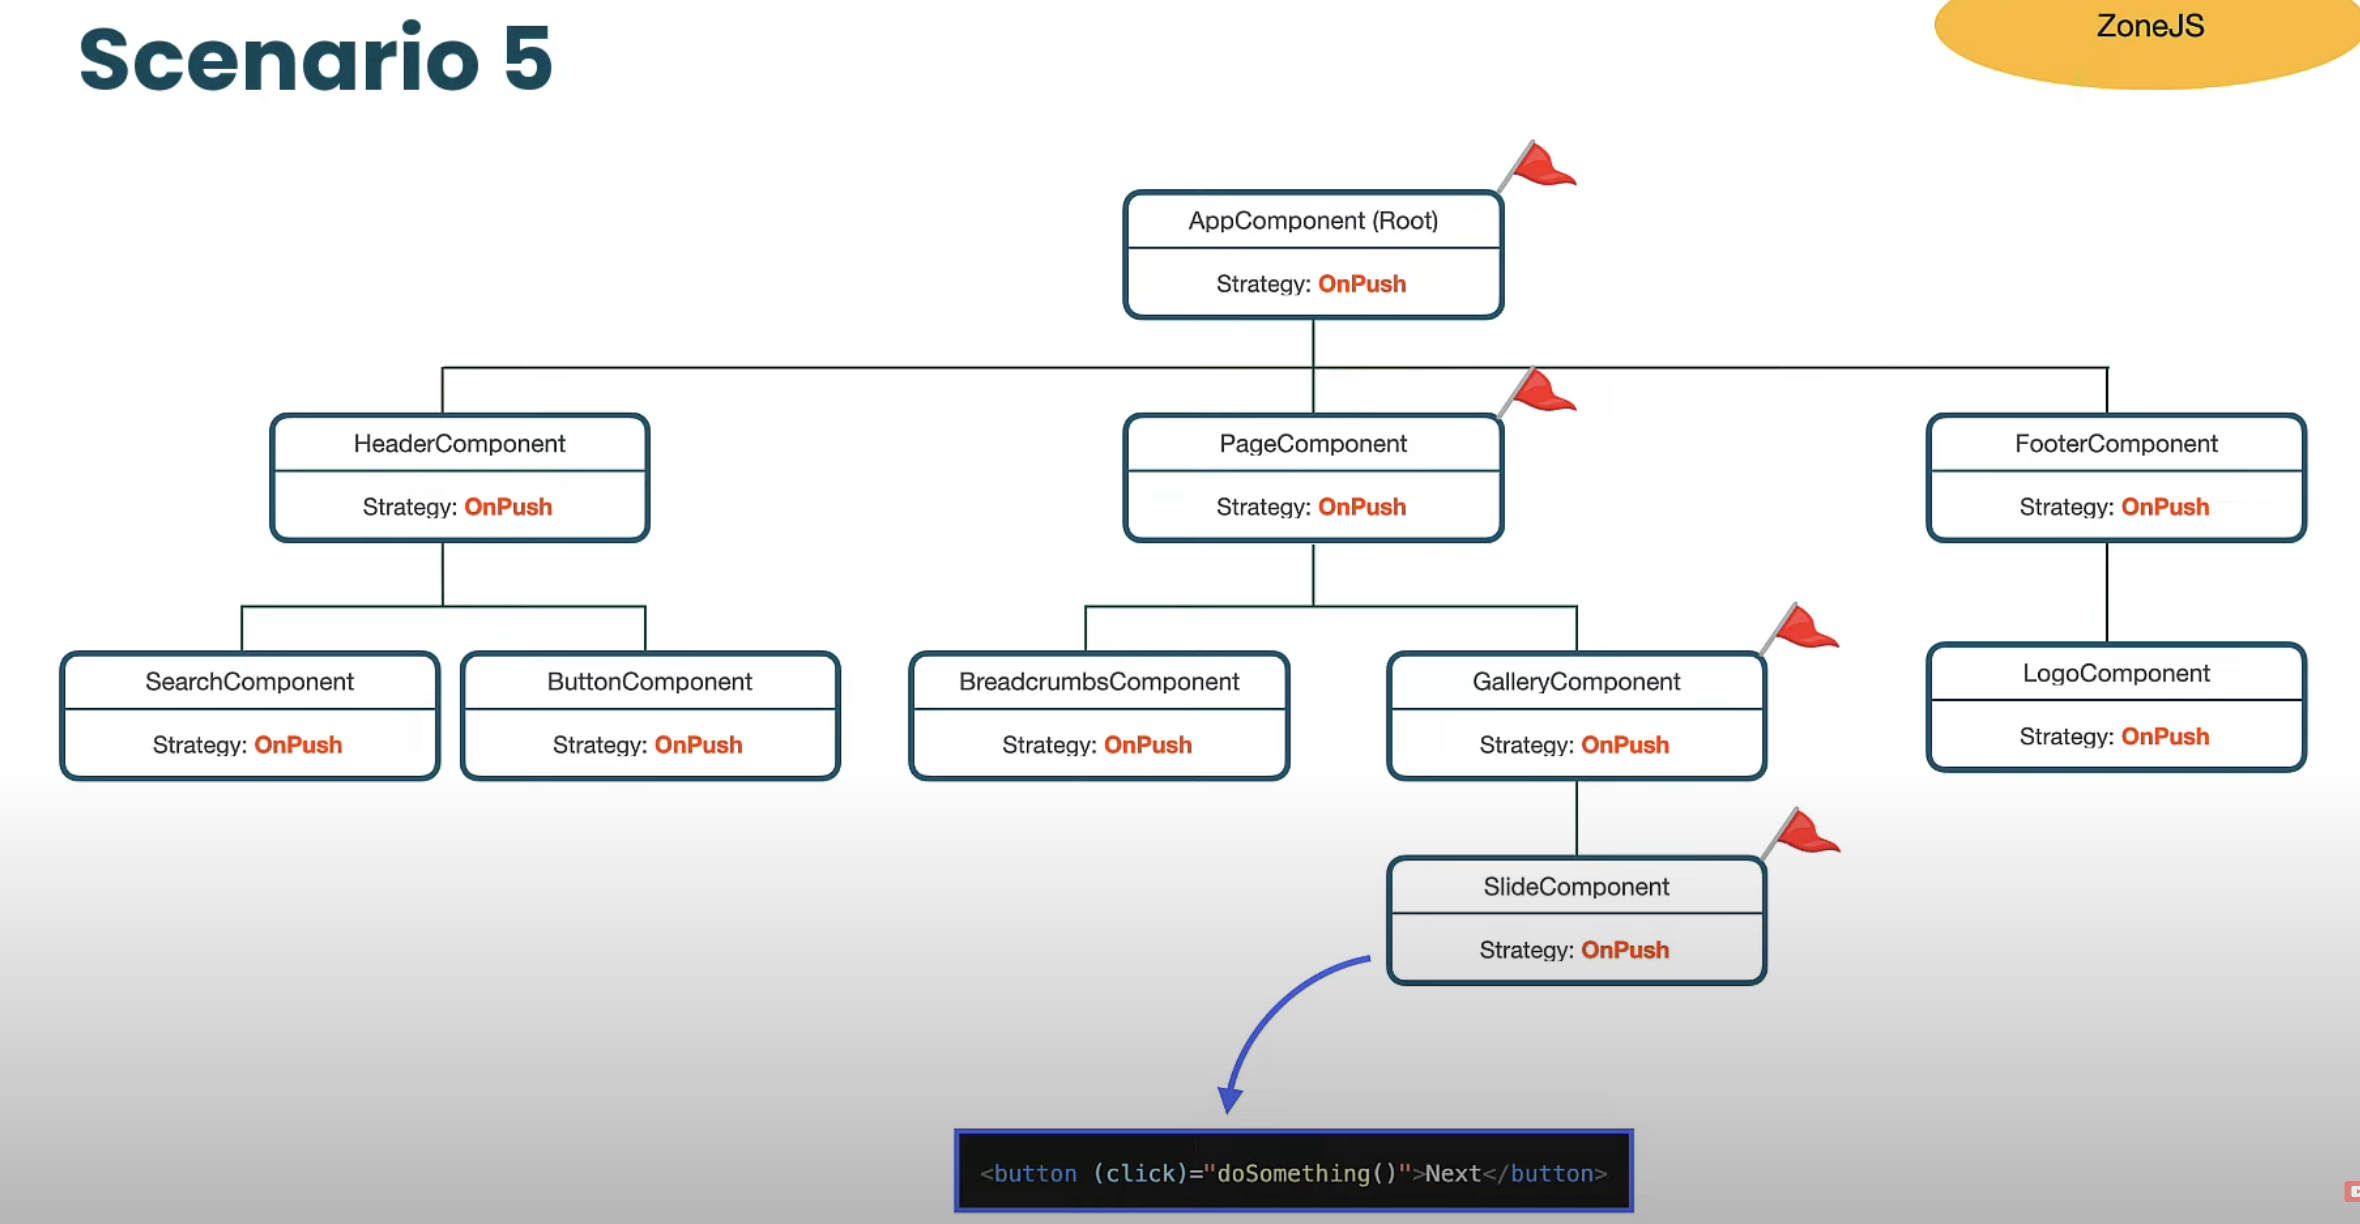 Scenario 5
ZoneJS
AppComponent (Root)
Strategy: OnPush
HeaderComponent
Strategy: OnPush
PageComponent
Strategy: OnPush
FooterComponent
Strategy: OnPush
SearchComponent
Strategy: OnPush
ButtonComponent
Strategy: OnPush
BreadcrumbsComponent
Strategy: OnPush
GalleryComponent
Strategy: OnPush
LogoComponent
Strategy: OnPush
SlideComponent
Strategy: OnPush
<button (click)="doSomething()">Next</button>